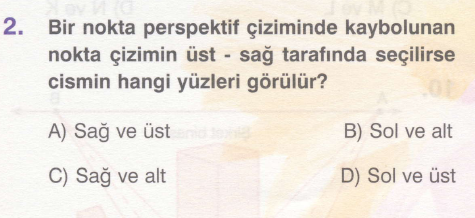 2. Bir nokta perspektif çiziminde kaybolunan
nokta çizimin üst - sağ tarafında seçilirse
cismin hangi yüzleri görülür?
A) Sağ ve üst
B) Sol ve alt
C) Sağ ve alt
D) Sol ve üst